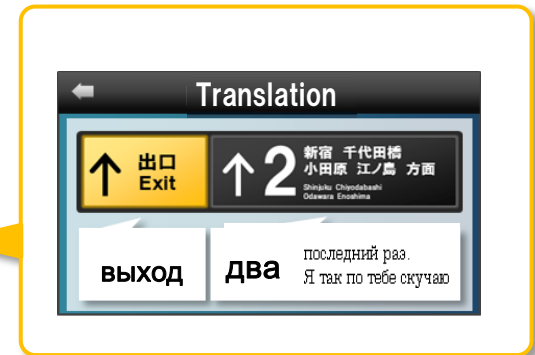 Translation
出口
Exit
2
新宿 千代田橋
小田原 江ノ島 方面
Shinjuku Chiyodabashi
Odawara Enoshima
выход
два
последний раз.
Я так по тебе скучаю